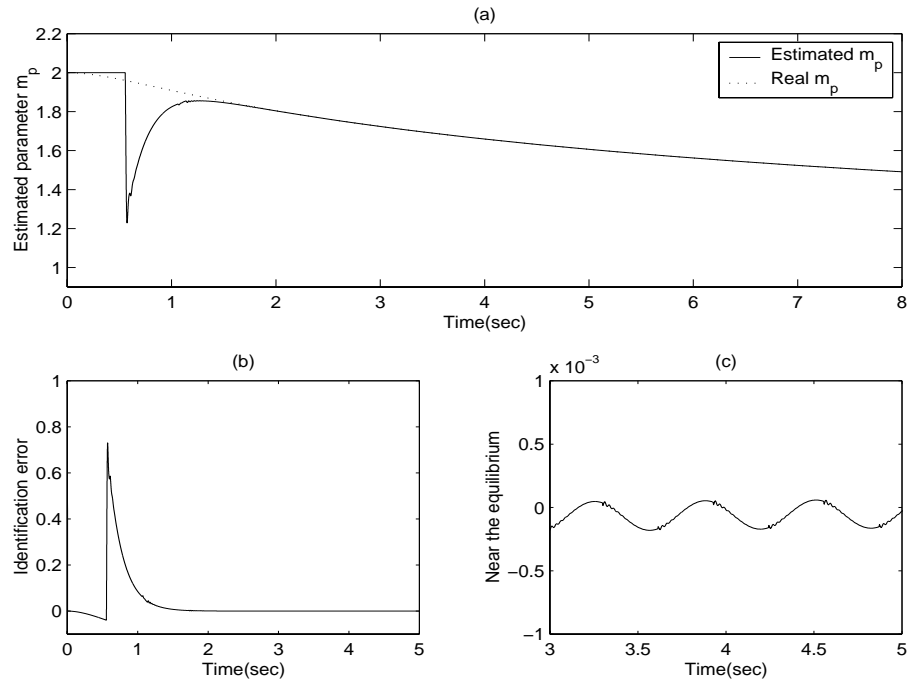 (a)
2.2
2
1.8
1.6
1.4
1.2
1
Estimated parameter m_p
Estimated m_p
Real m_p
0 1 2 3 4 5 6 7 8
Time(sec)
(b)
1
0.8
0.6
0.4
0.2
0
Identification error
0 1 2 3 4 5
Time(sec)
(c)
x 10^-3
1
0.5
0
−0.5
−1
Near the equilibrium
3 3.5 4 4.5 5
Time(sec)